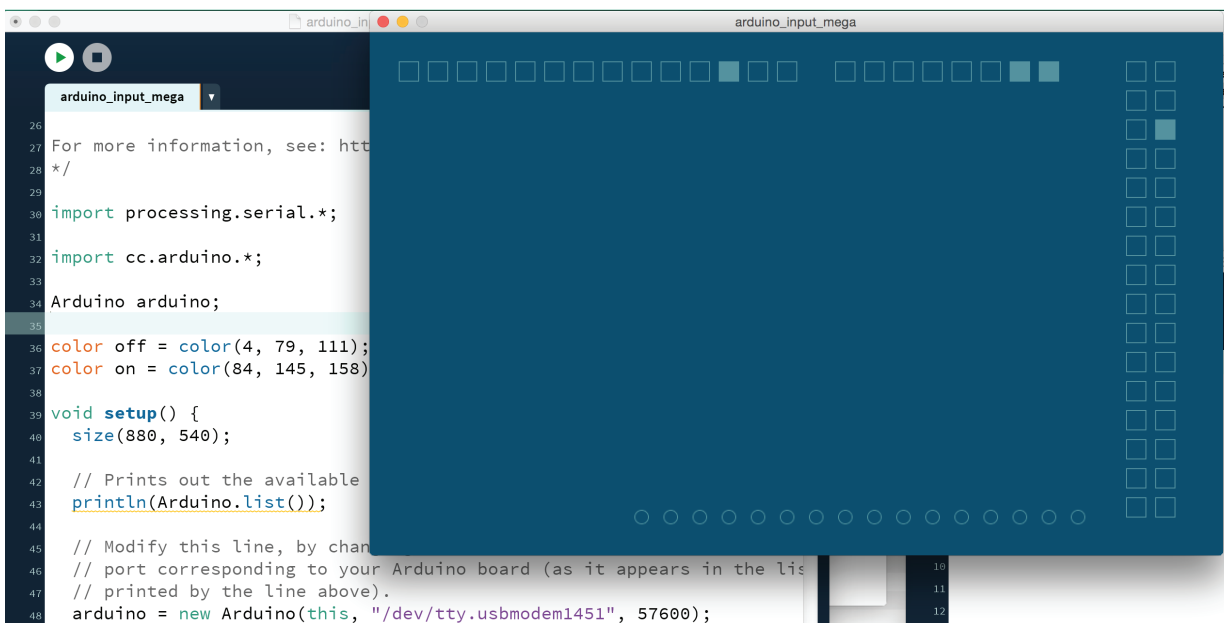 arduino_in
arduino_input_mega
arduino_input_mega
26
27 For more information, see: htt
28 */
29
30 import processing.serial.*;
31
32 import cc.arduino.*;
33
34 Arduino arduino;
35
36 color off = color(4, 79, 111);
37 color on = color(84, 145, 158)
38
39 void setup() {
40 size(880, 540);
41
42 // Prints out the available
43 println(Arduino.list());
44
45 // Modify this line, by chan
46 // port corresponding to your Arduino board (as it appears in the lis
47 // printed by the line above).
48 arduino = new Arduino(this, "/dev/tty.usbmodem1451", 57600);
10
11
12